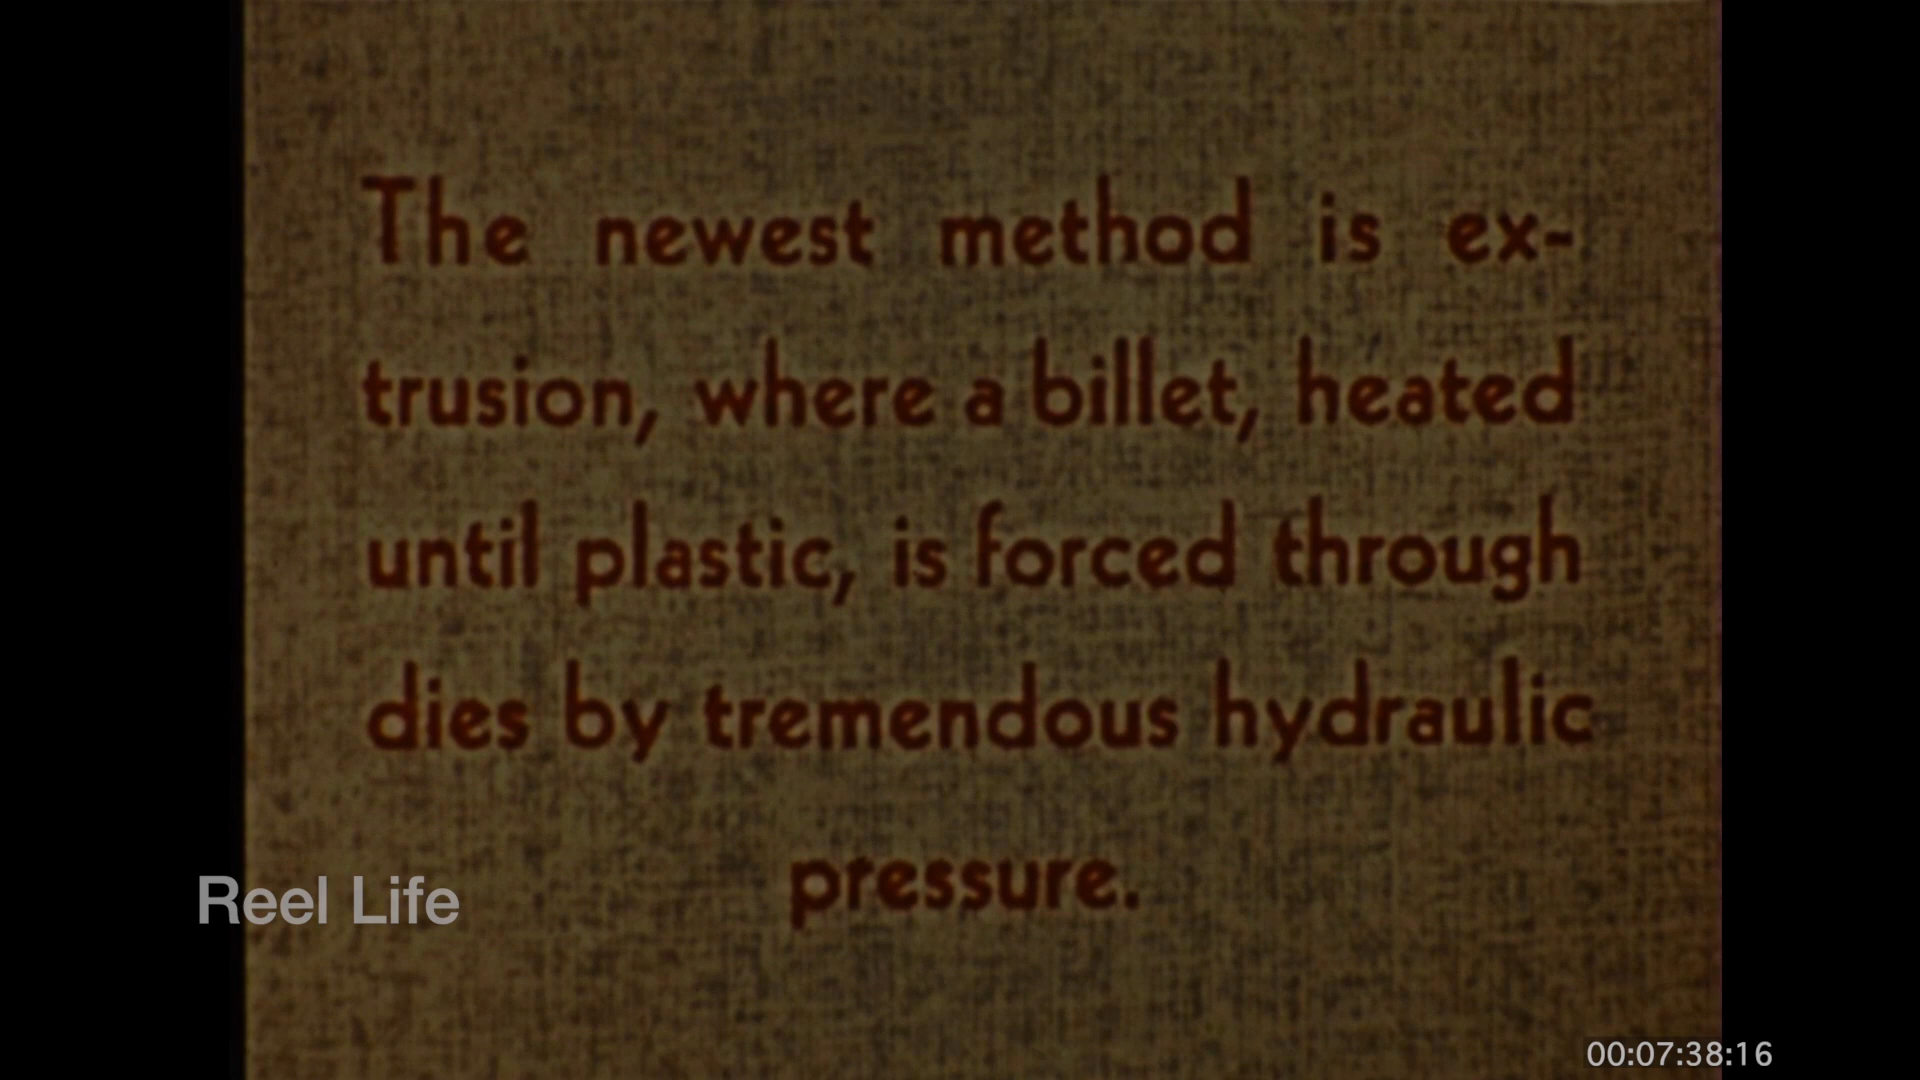 The newest method is ex-
trusion, where a billet, heated
until plastic, is forced through
dies by tremendous hydraulic
pressure.
Reel Life
00:07:38:16